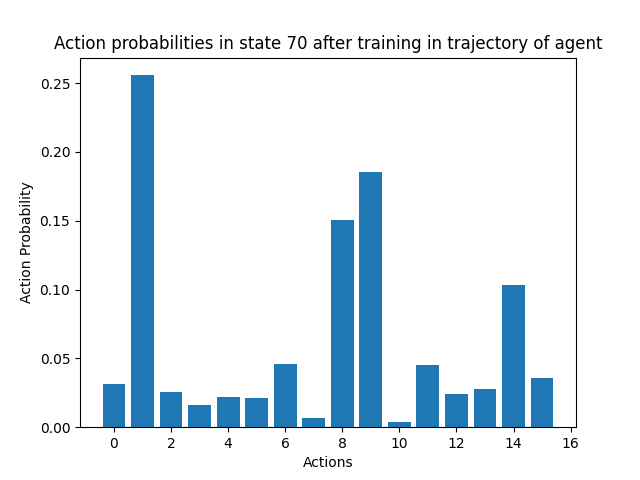 Action probabilities in state 70 after training in trajectory of agent
0.25
0.20
0.15
0.10
0.05
0.00
Action Probability
0 2 4 6 8 10 12 14 16
Actions